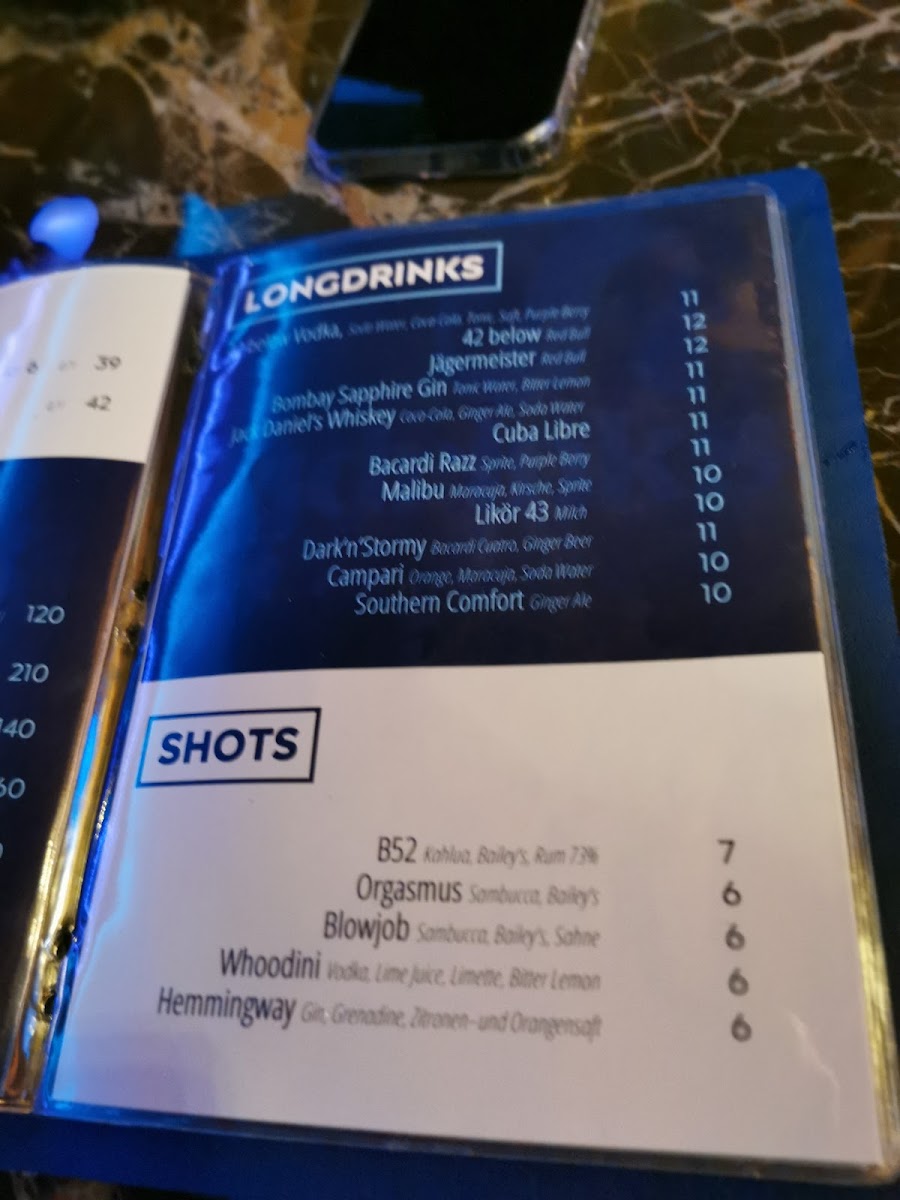 6 39
42
120
210
LONGDRINKS
Vodka, Soda Water, Coca Cola, Tonic, Saft, Purple Berry 11
42 below Red Bull 12
Jägermeister Red Bull 12
Bombay Sapphire Gin Tonic Water, Bitter Lemon 11
Jack Daniel's Whiskey Coca-Cola, Ginger Ale, Soda Water 11
Cuba Libre 11
Bacardi Razz Sprite, Purple Berry 11
Malibu Maracuja, Kirsche, Sprite 10
Likör 43 Milch 10
Dark'n'Stormy Bacardi Cuatro, Ginger Beer 11
Campari Orange, Maracuja, Soda Water 10
Southern Comfort Ginger Ale 10
SHOTS
B52 Kahlua, Bailey's, Rum 73% 7
Orgasmus Sambucca, Bailey's 6
Blowjob Sambucca, Bailey's, Sahne 6
Whoodini Vodka, Lime Juice, Limette, Bitter Lemon 6
Hemmingway Gin, Grenadine, Zitronen- und Orangensaft 6